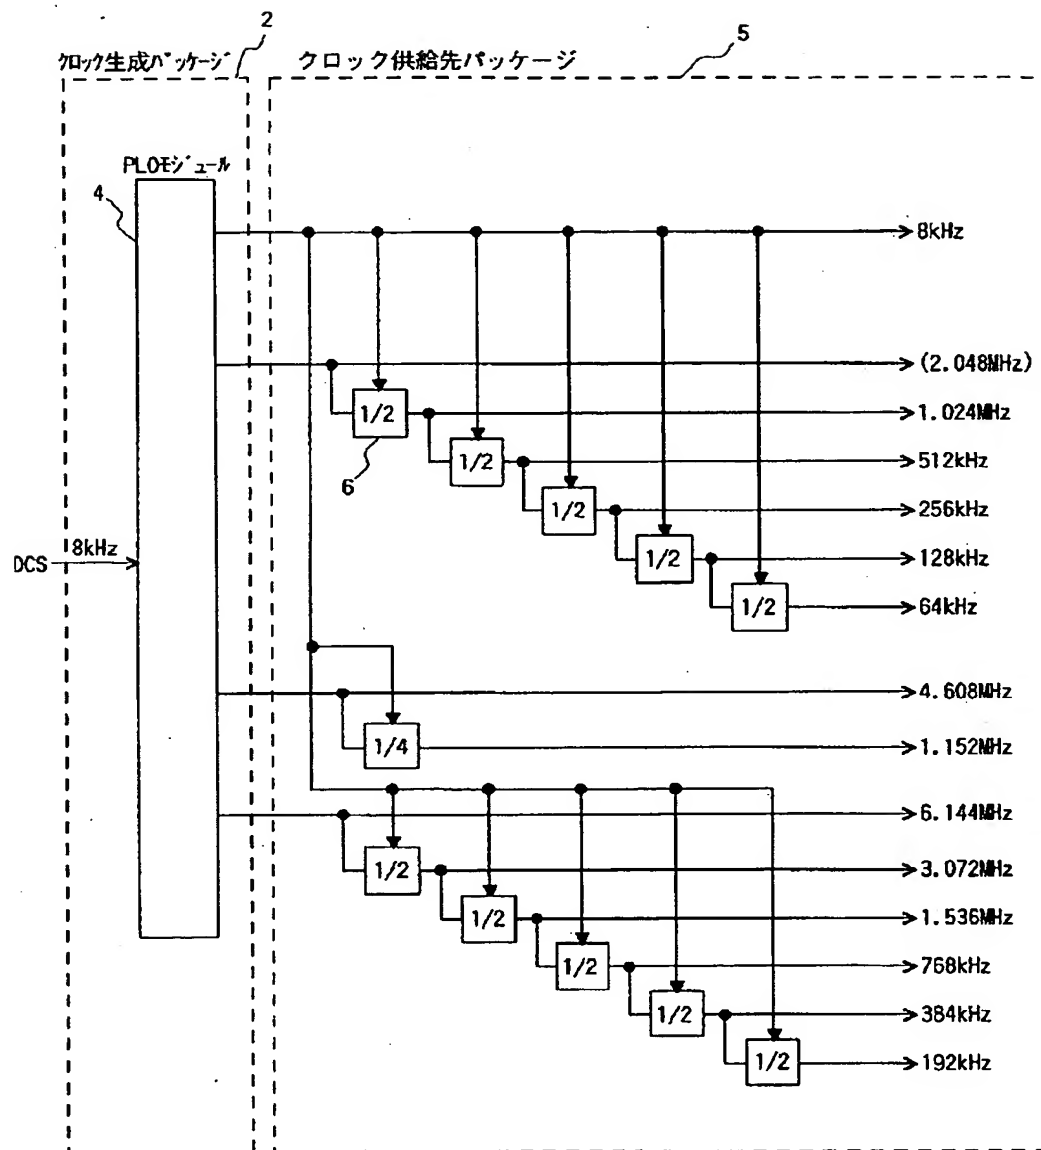 2
5
クロック生成パッケージ
クロック供給先パッケージ
PLOモジュール
4
8kHz
(2.048MHz)
1/2
1.024MHz
6
1/2
512kHz
1/2
256kHz
DCS
8kHz
1/2
128kHz
1/2
64kHz
4.608MHz
1/4
1.152MHz
6.144MHz
1/2
3.072MHz
1/2
1.536MHz
1/2
768kHz
1/2
384kHz
1/2
192kHz